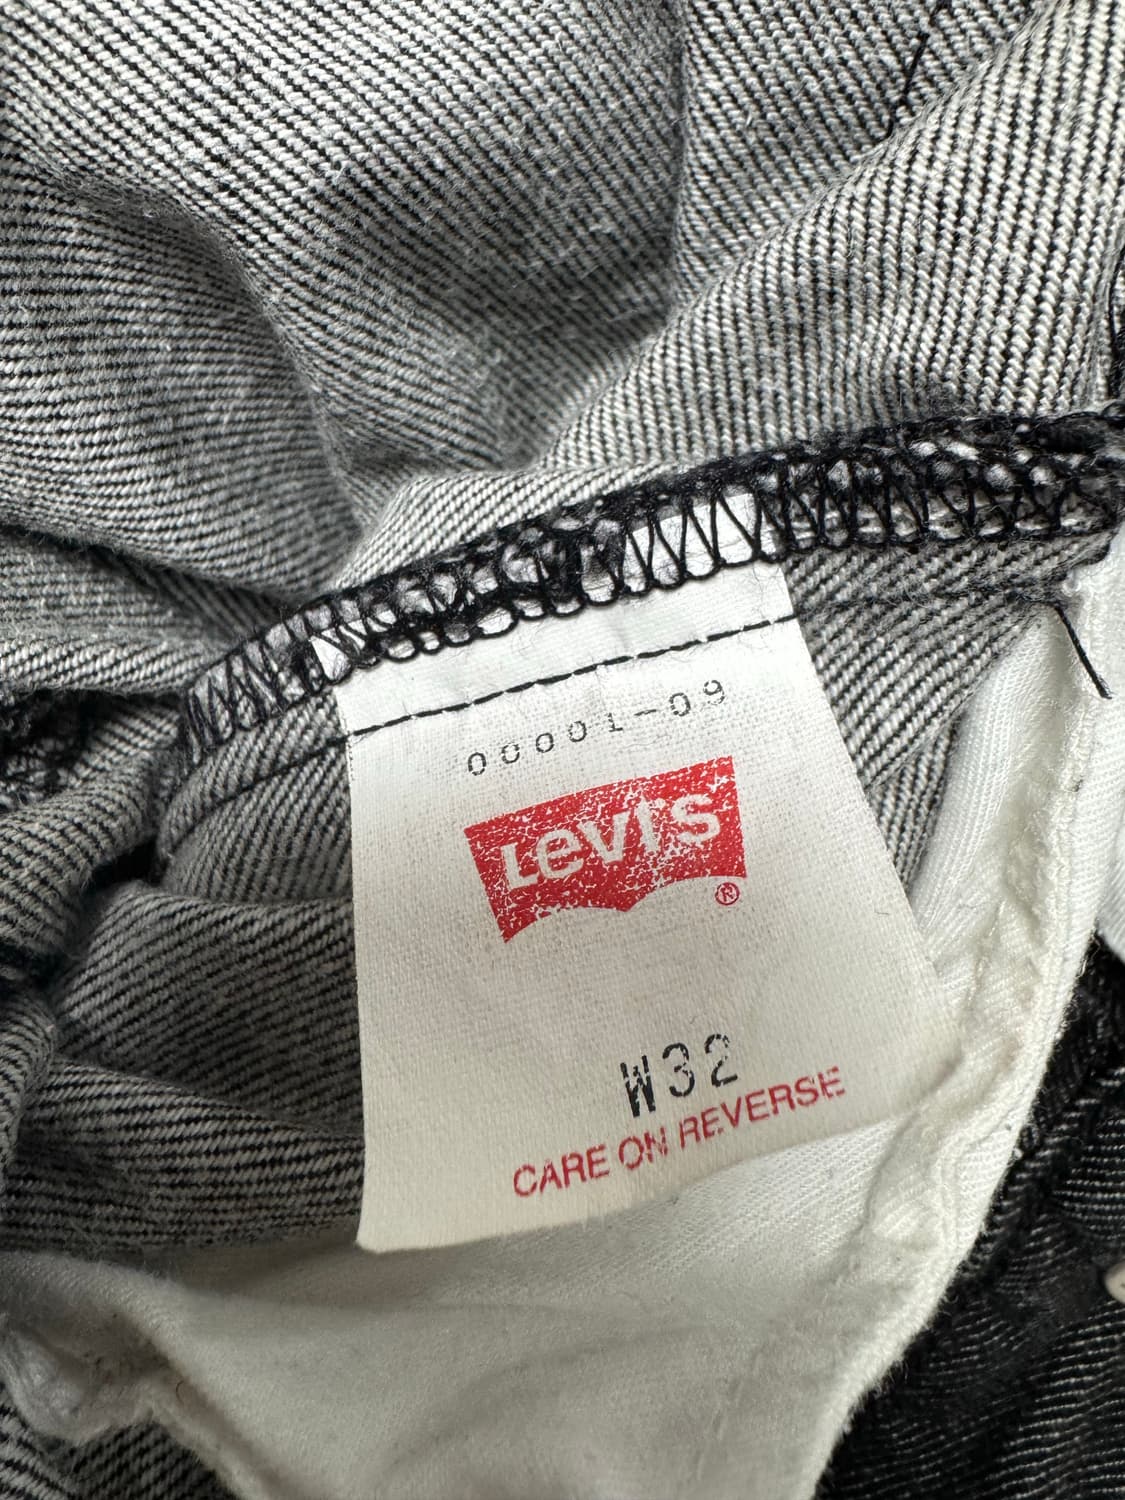 00001-09
Levi's
®
W32
CARE ON REVERSE